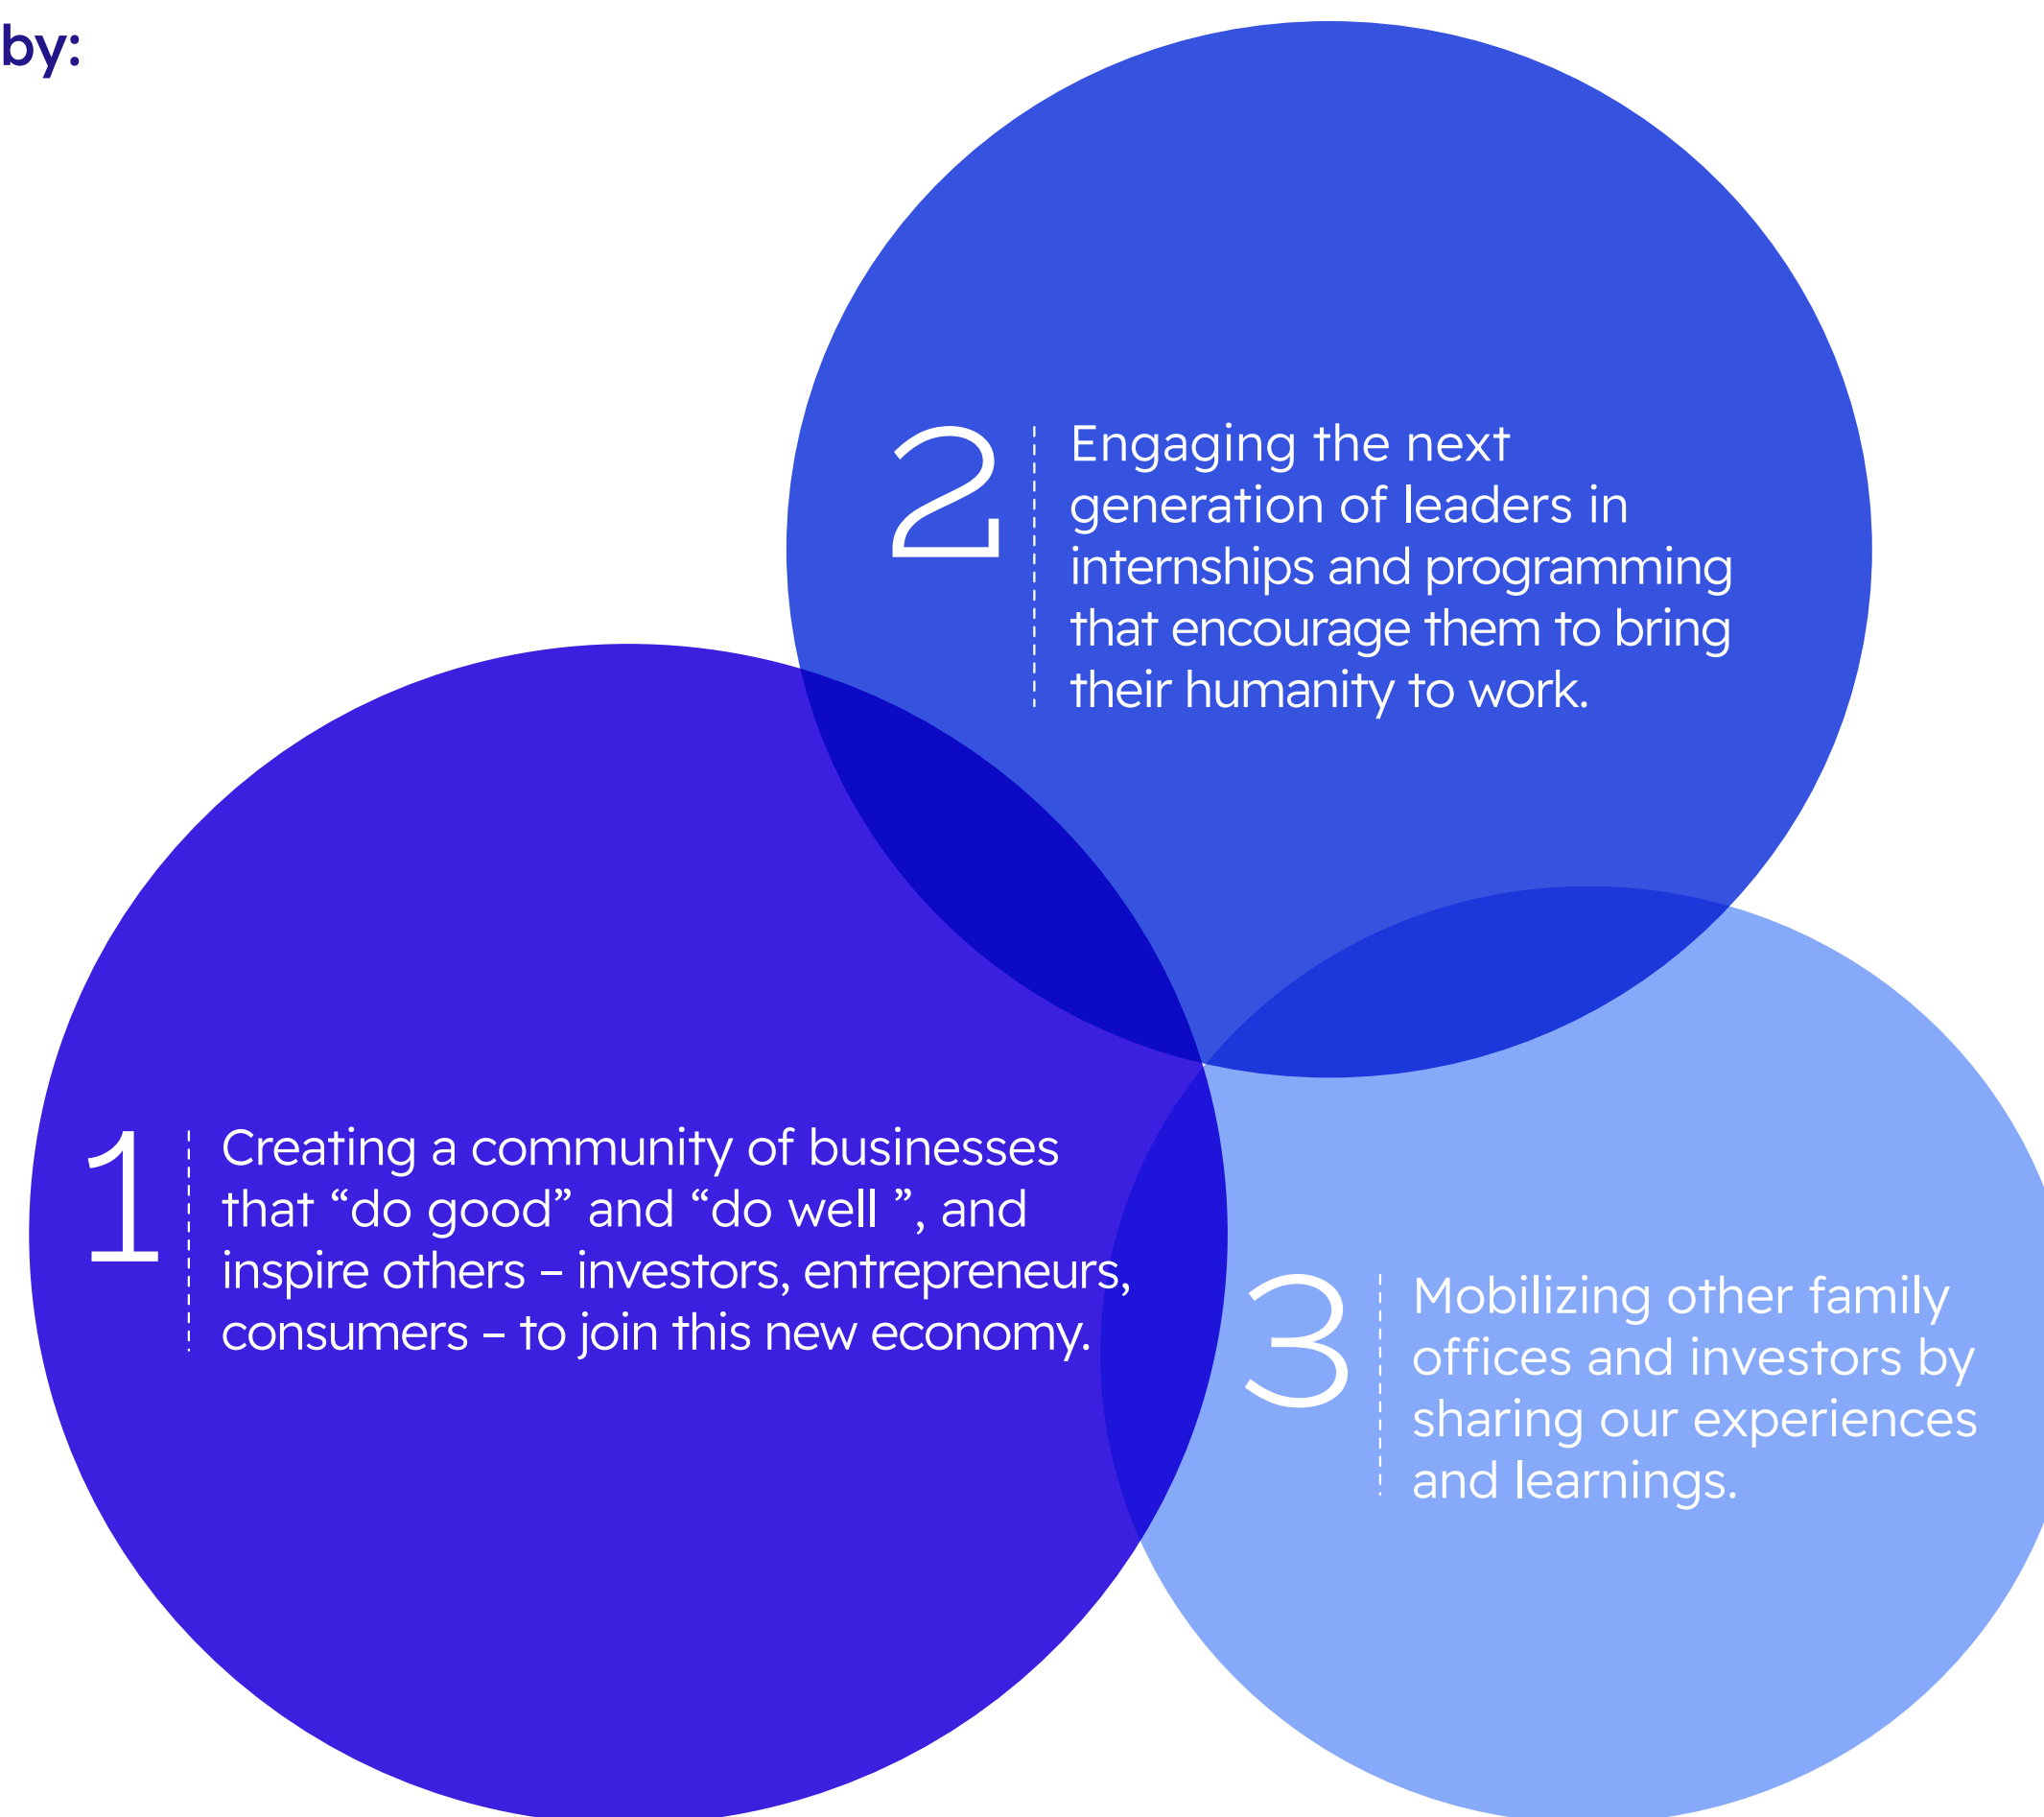 by:
1
Creating a community of businesses
that “do good” and “do well ”, and
inspire others – investors, entrepreneurs,
consumers – to join this new economy.
2
Engaging the next
generation of leaders in
internships and programming
that encourage them to bring
their humanity to work.
3
Mobilizing other family
offices and investors by
sharing our experiences
and learnings.